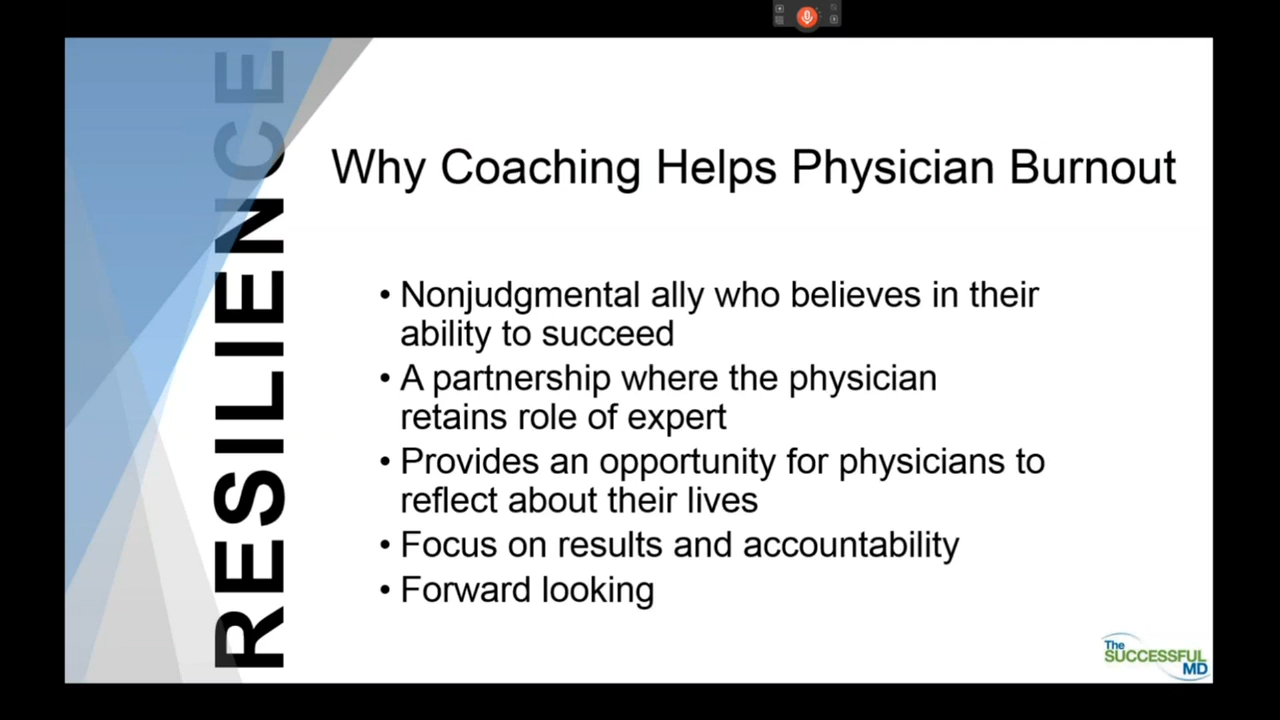 RESILIENCE
Why Coaching Helps Physician Burnout
• Nonjudgmental ally who believes in their
ability to succeed
• A partnership where the physician
retains role of expert
• Provides an opportunity for physicians to
reflect about their lives
• Focus on results and accountability
• Forward looking
The
SUCCESSFUL
MD